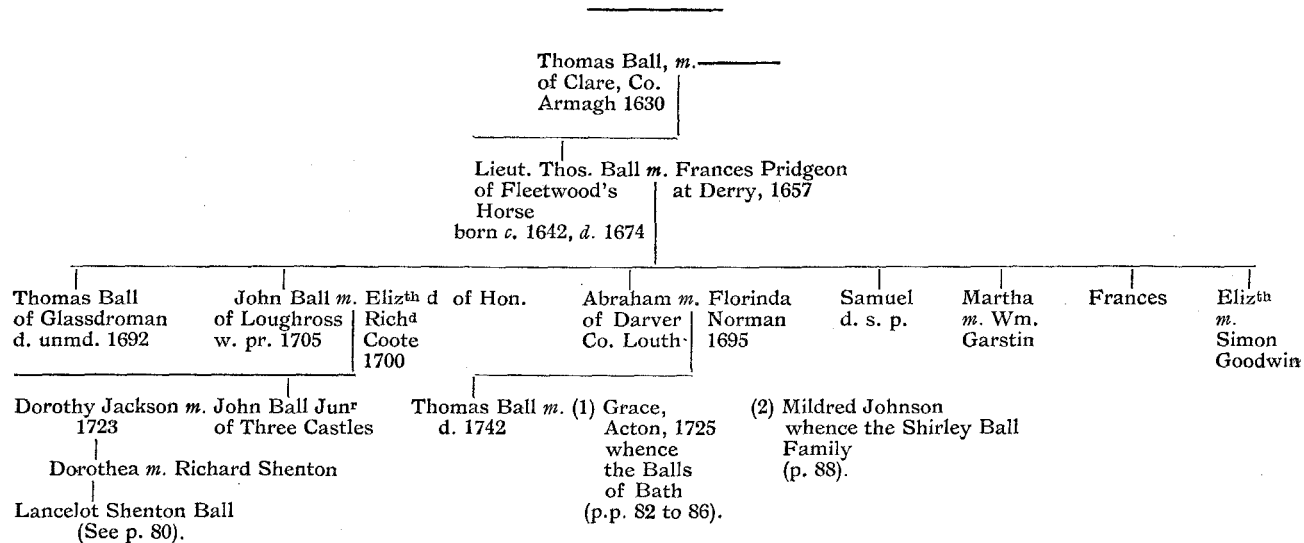 Thomas Ball, m.
of Clare, Co.
Armagh 1630
Lieut. Thos. Ball m. Frances Pridgeon
of Fleetwood's at Derry, 1657
Horse
born c. 1642, d. 1674
Thomas Ball
of Glassdroman
d. unmd. 1692
John Ball m. Elizth d of Hon.
of Loughross Richd
w. pr. 1705 Coote
1700
Abraham m. Florinda
of Darver Norman
Co. Louth 1695
Samuel
d. s. p.
Martha
m. Wm.
Garstin
Frances
Elizth
m.
Simon
Goodwin
Dorothy Jackson m. John Ball Junr
1723 of Three Castles
Dorothea m. Richard Shenton
Lancelot Shenton Ball
(See p. 80).
Thomas Ball m. (1) Grace,
d. 1742 Acton, 1725
whence
the Balls
of Bath
(p.p. 82 to 86).
(2) Mildred Johnson
whence the Shirley Ball
Family
(p. 88).